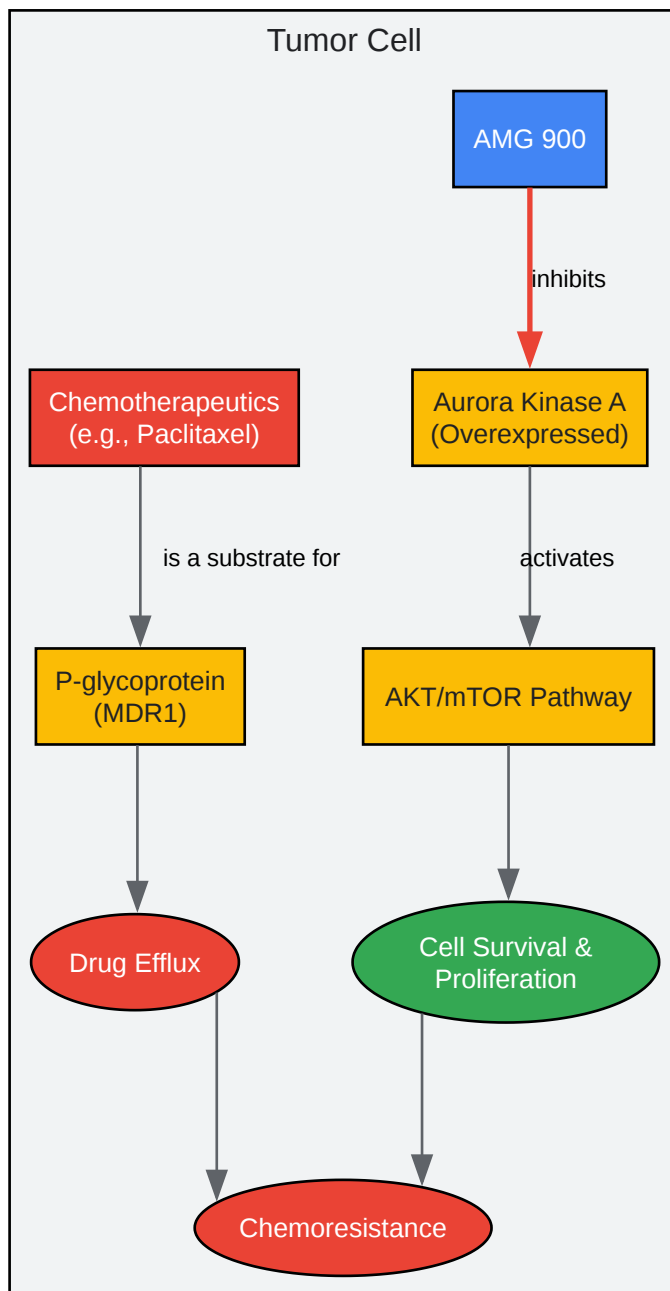 Tumor Cell
AMG 900
inhibits
Chemotherapeutics
(e.g., Paclitaxel)
Aurora Kinase A
(Overexpressed)
is a substrate for
activates
P-glycoprotein
(MDR1)
AKT/mTOR Pathway
Drug Efflux
Cell Survival &
Proliferation
Chemoresistance